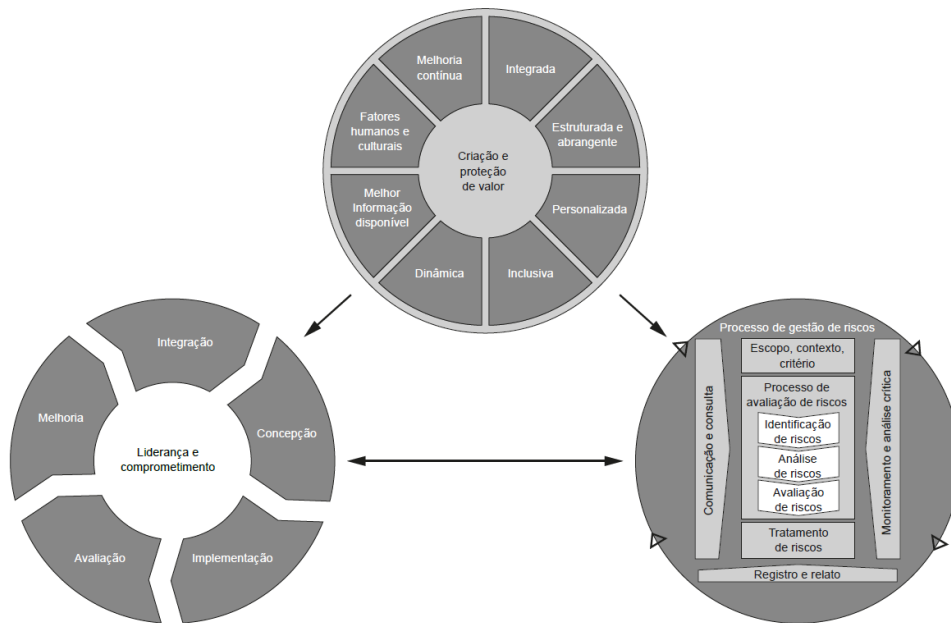 Melhoria
contínua
Integrada
Estruturada e
abrangente
Personalizada
Inclusiva
Dinâmica
Melhor
Informação
disponível
Fatores
humanos e
culturais
Criação e
proteção
de valor
Integração
Concepção
Implementação
Avaliação
Melhoria
Liderança e
comprometimento
Processo de gestão de riscos
Comunicação e consulta
Escopo, contexto,
critério
Processo de
avaliação de riscos
Identificação
de riscos
Análise
de riscos
Avaliação
de riscos
Tratamento
de riscos
Monitoramento e análise crítica
Registro e relato